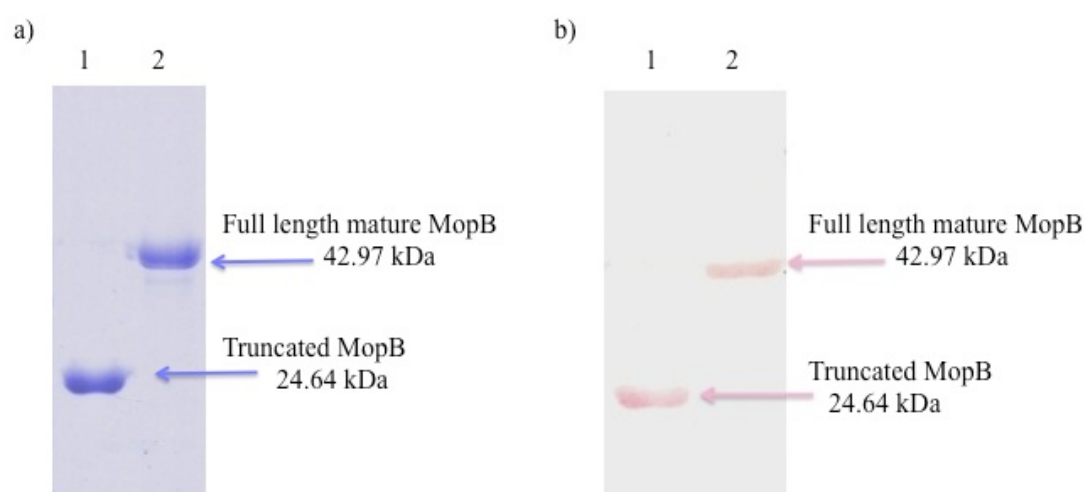 a)
1 2
Full length mature MopB
42.97 kDa
Truncated MopB
24.64 kDa
b)
1 2
Full length mature MopB
42.97 kDa
Truncated MopB
24.64 kDa